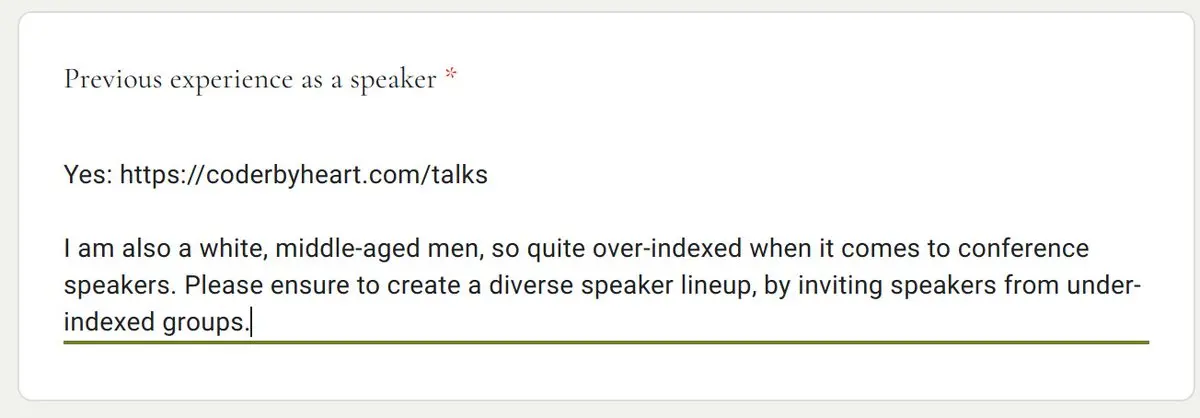 Previous experience as a speaker *
Yes: https://coderbyheart.com/talks
I am also a white, middle-aged men, so quite over-indexed when it comes to conference
speakers. Please ensure to create a diverse speaker lineup, by inviting speakers from under-
indexed groups.